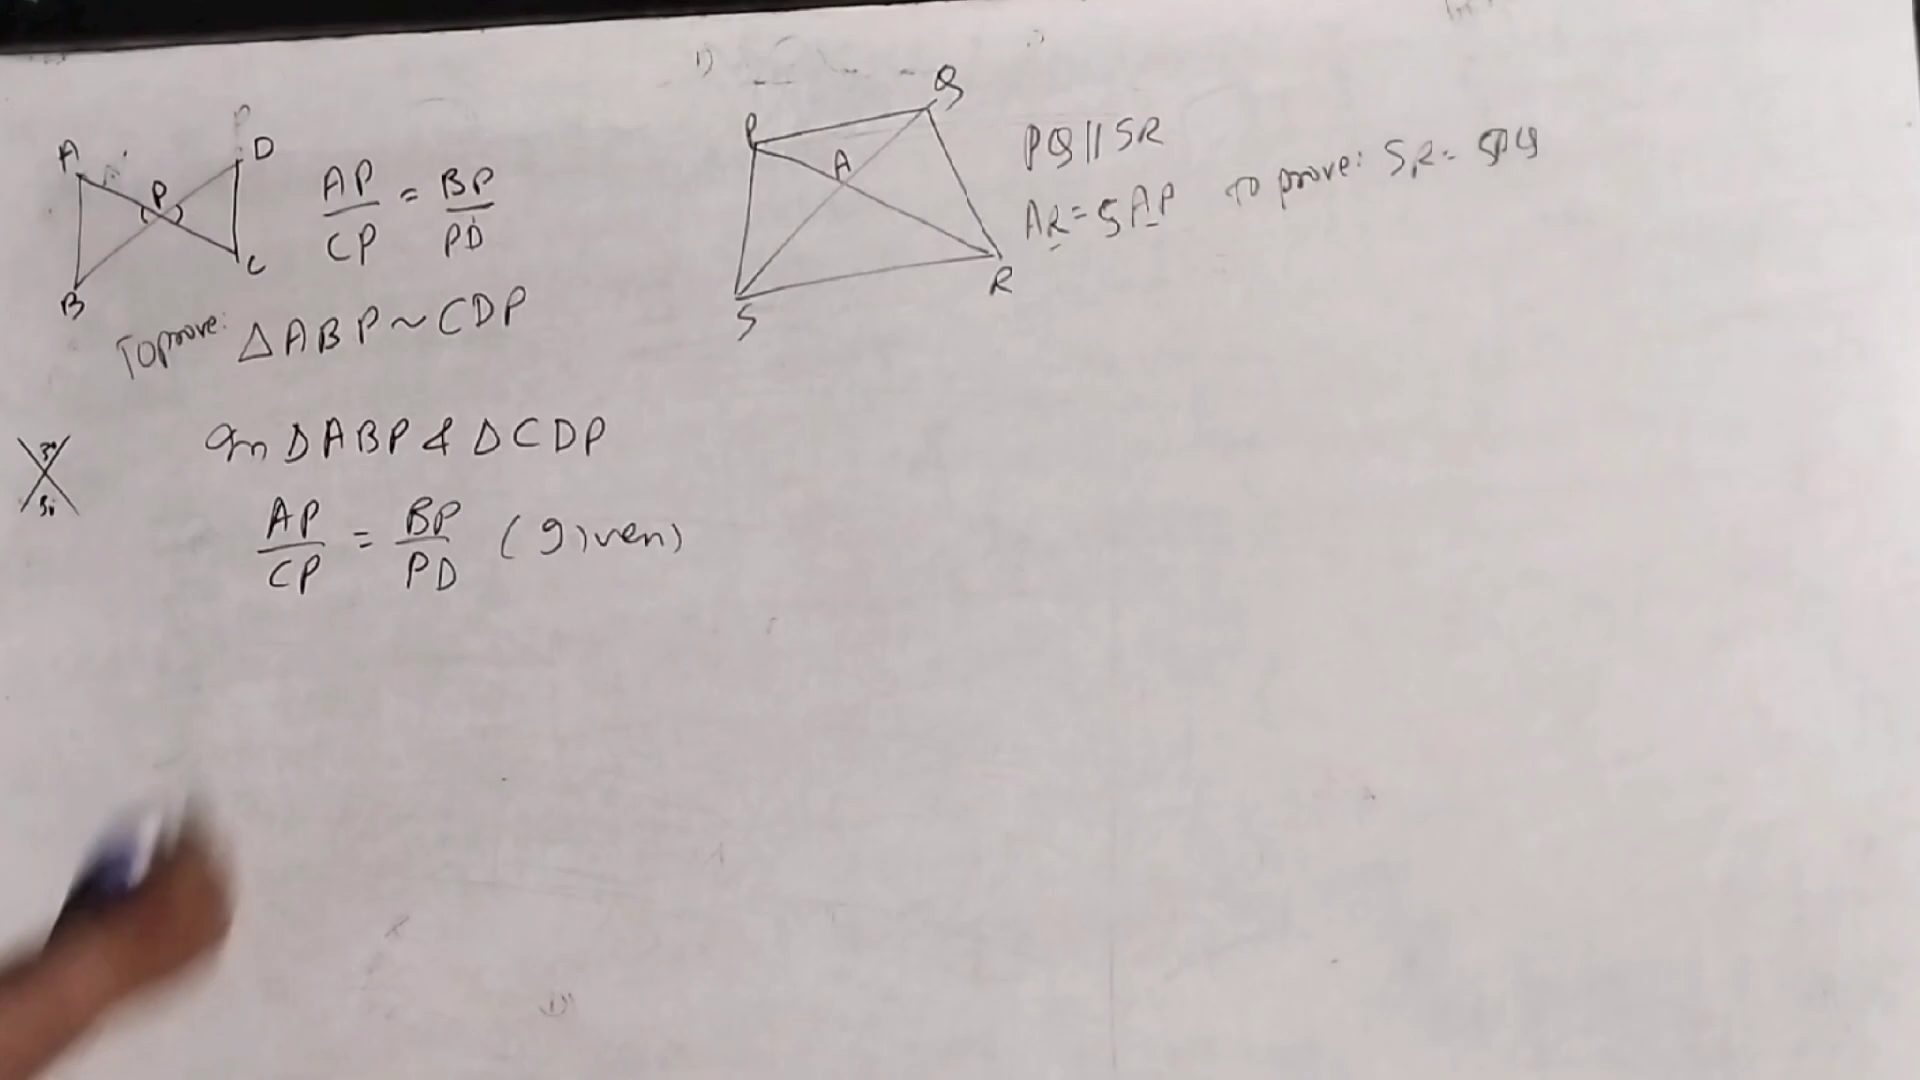 A
P
D
B
C
AP/CP = BP/PD
To prove: ΔABP ~ CDP
In ΔABP & ΔCDP
AP/CP = BP/PD (given)
1)
P
Q
A
S
R
PQ || SR
AR = 5AP
To prove: SR = 5PQ